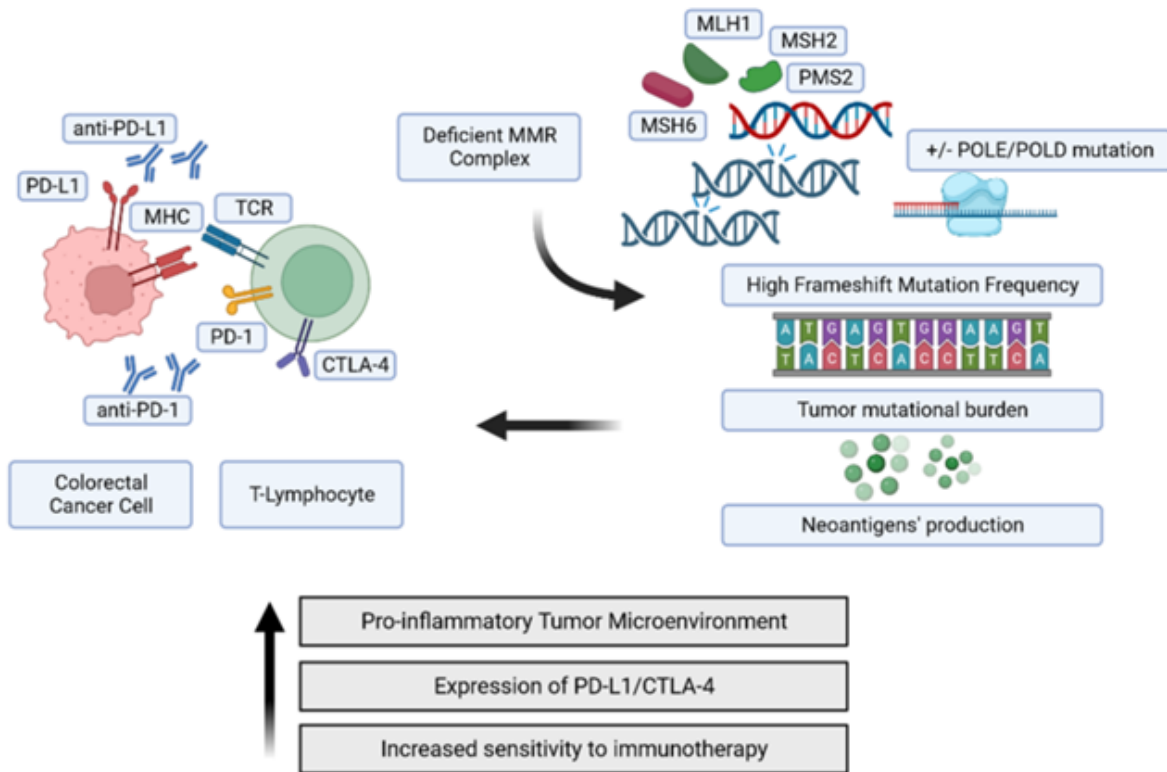 MLH1
MSH2
PMS2
MSH6
anti-PD-L1
Deficient MMR
Complex
+/- POLE/POLD mutation
PD-L1
MHC
TCR
PD-1
CTLA-4
anti-PD-1
High Frameshift Mutation Frequency
A T G A G T G G A A G T
T A C T C A C C T T C A
Tumor mutational burden
Neoantigens' production
Colorectal
Cancer Cell
T-Lymphocyte
Pro-inflammatory Tumor Microenvironment
Expression of PD-L1/CTLA-4
Increased sensitivity to immunotherapy